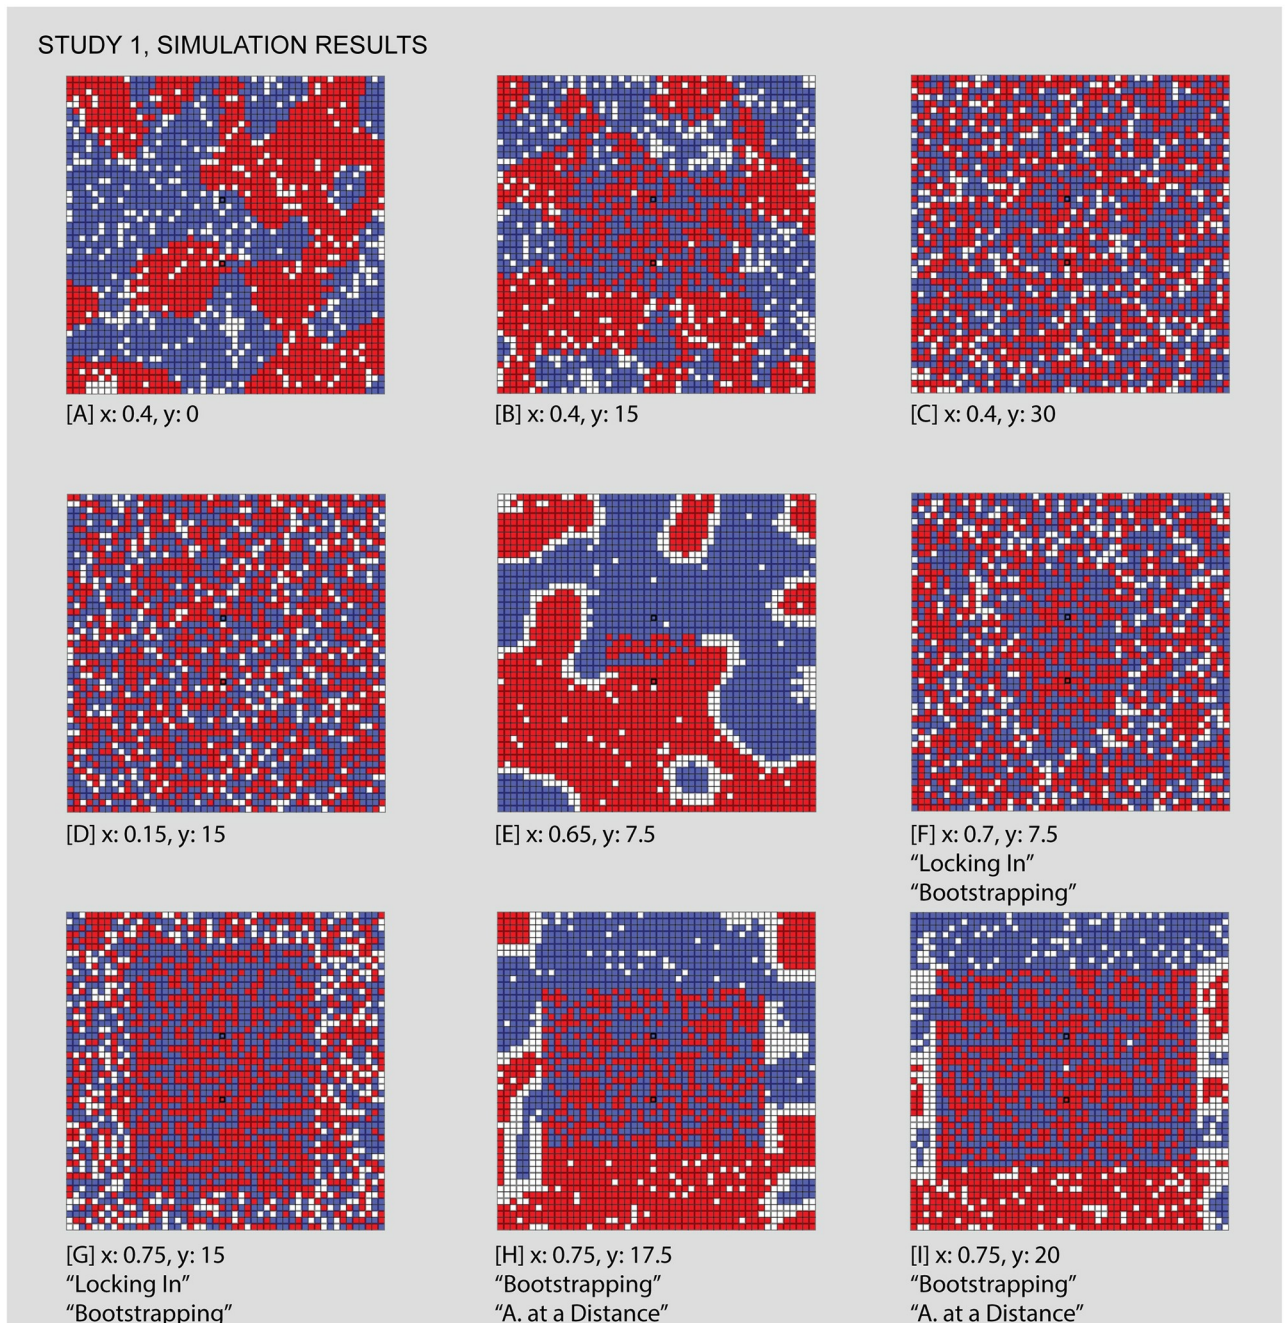 STUDY 1, SIMULATION RESULTS
[A] x: 0.4, y: 0
[B] x: 0.4, y: 15
[C] x: 0.4, y: 30
[D] x: 0.15, y: 15
[E] x: 0.65, y: 7.5
[F] x: 0.7, y: 7.5
“Locking In”
“Bootstrapping”
[G] x: 0.75, y: 15
“Locking In”
“Bootstrapping”
[H] x: 0.75, y: 17.5
“Bootstrapping”
“A. at a Distance”
[I] x: 0.75, y: 20
“Bootstrapping”
“A. at a Distance”